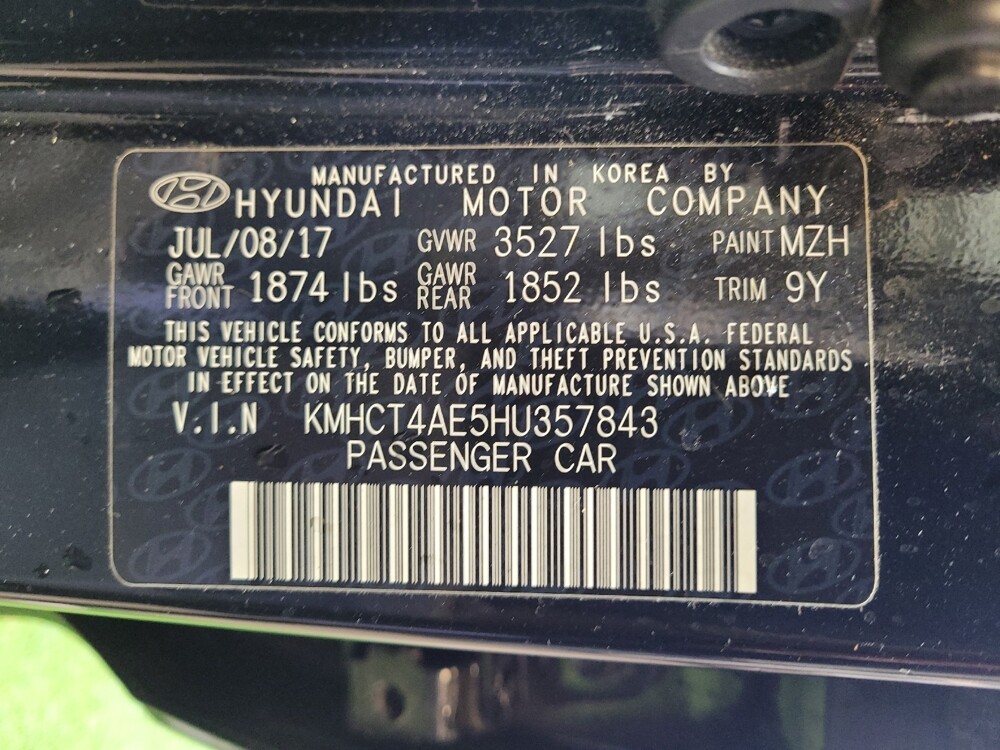 MANUFACTURED IN KOREA BY
HYUNDAI MOTOR COMPANY
JUL/08/17 GVWR 3527 lbs PAINT MZH
GAWR FRONT 1874 lbs GAWR REAR 1852 lbs TRIM 9Y
THIS VEHICLE CONFORMS TO ALL APPLICABLE U.S.A. FEDERAL
MOTOR VEHICLE SAFETY, BUMPER, AND THEFT PREVENTION STANDARDS
IN EFFECT ON THE DATE OF MANUFACTURE SHOWN ABOVE
V.I.N KMHCT4AE5HU357843
PASSENGER CAR